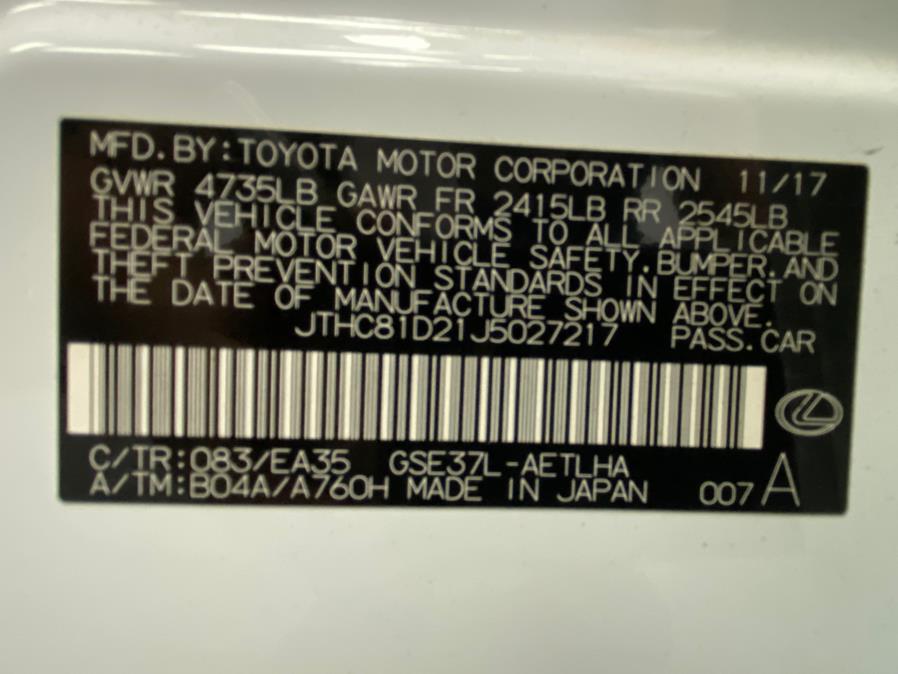 MFD. BY: TOYOTA MOTOR CORPORATION 11/17
GVWR 4735LB GAWR FR 2415LB RR 2545LB
THIS VEHICLE CONFORMS TO ALL APPLICABLE
FEDERAL MOTOR VEHICLE SAFETY, BUMPER, AND
THEFT PREVENTION STANDARDS IN EFFECT ON
THE DATE OF MANUFACTURE SHOWN ABOVE.
JTHC81D21J5027217 PASS.CAR
C/TR: 083/EA35 GSE37L-AETLHA
A/TM: B04A/A760H MADE IN JAPAN 007 A